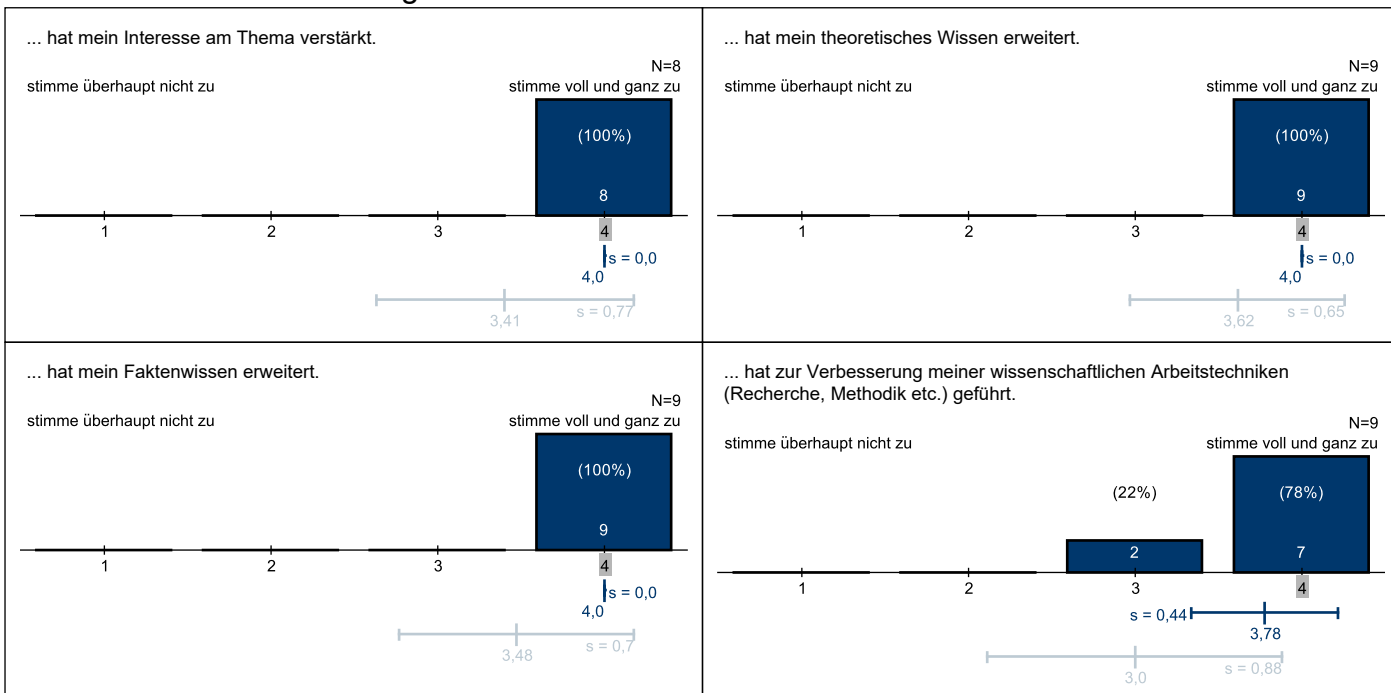 ... hat mein Interesse am Thema verstärkt.
N=8
stimme überhaupt nicht zu
stimme voll und ganz zu
(100%)
8
1 2 3 4
s = 0,0
4,0
s = 0,77
3,41
... hat mein theoretisches Wissen erweitert.
N=9
stimme überhaupt nicht zu
stimme voll und ganz zu
(100%)
9
1 2 3 4
s = 0,0
4,0
s = 0,65
3,62
... hat mein Faktenwissen erweitert.
N=9
stimme überhaupt nicht zu
stimme voll und ganz zu
(100%)
9
1 2 3 4
s = 0,0
4,0
s = 0,7
3,48
... hat zur Verbesserung meiner wissenschaftlichen Arbeitstechniken
(Recherche, Methodik etc.) geführt.
N=9
stimme überhaupt nicht zu
stimme voll und ganz zu
(22%) (78%)
2 7
1 2 3 4
s = 0,44
3,78
s = 0,88
3,0